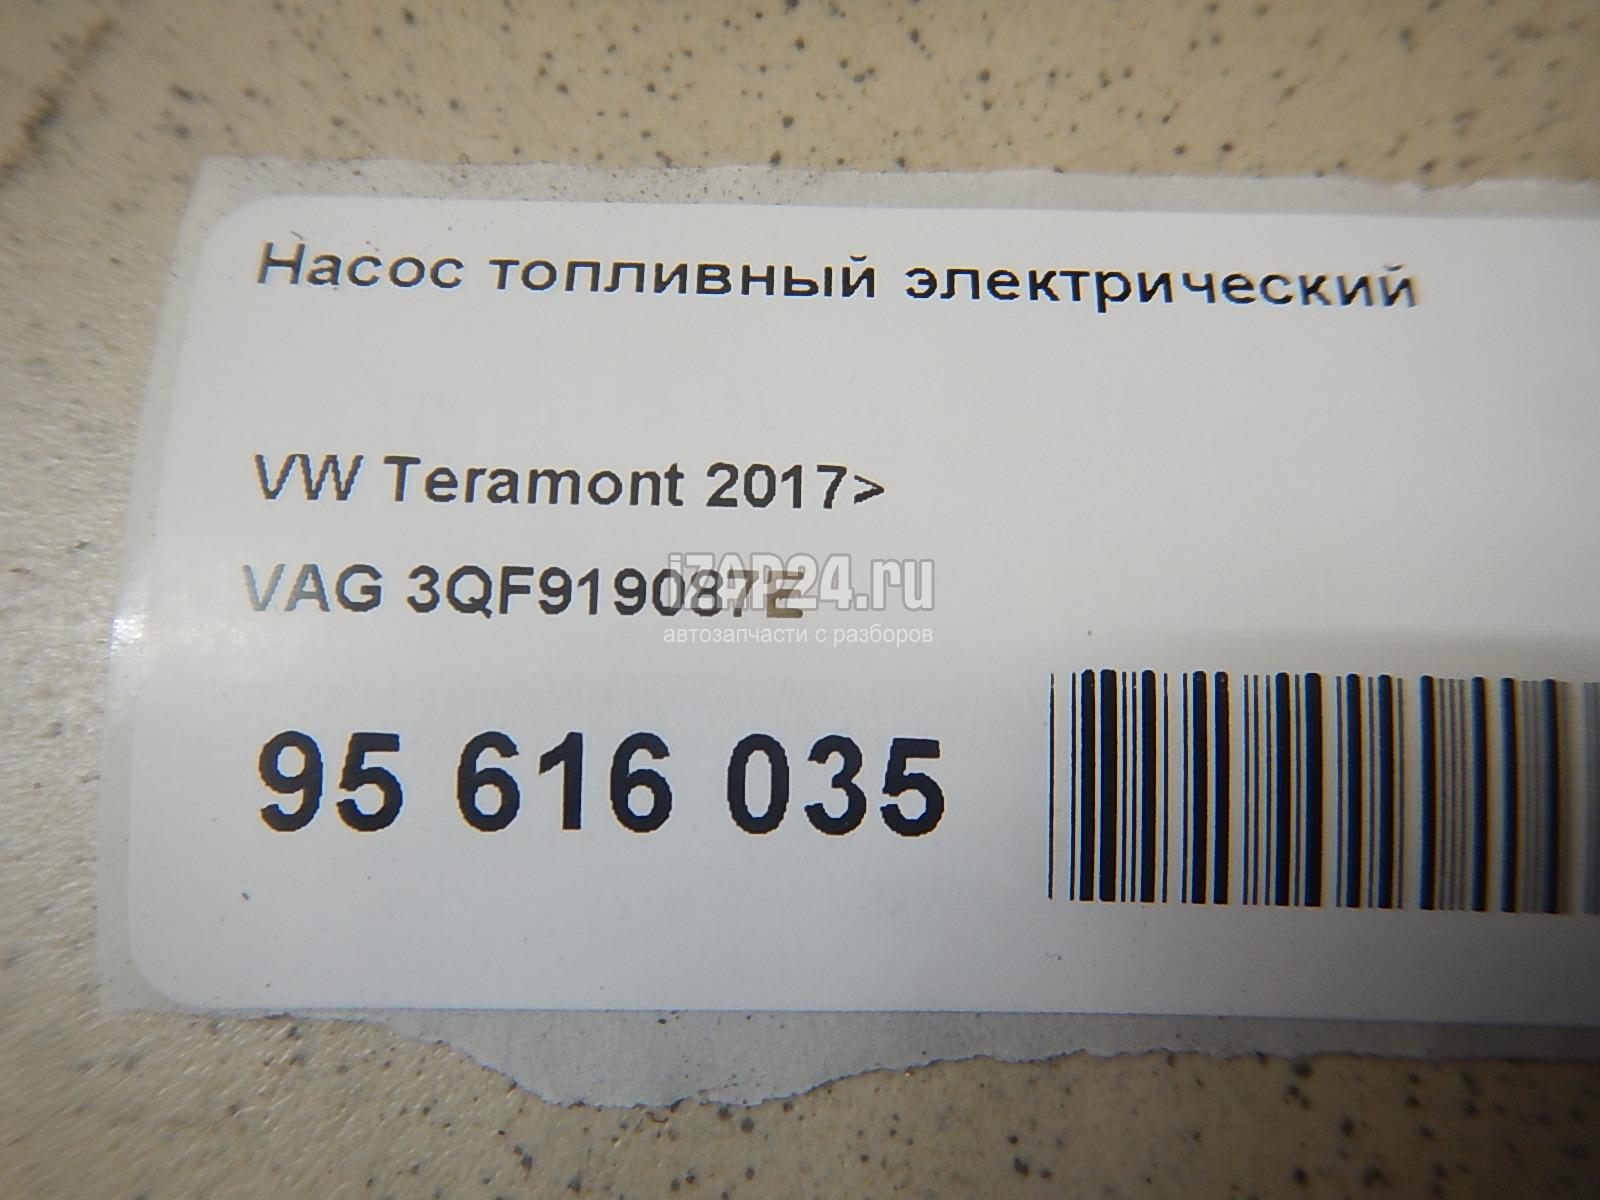 Насос топливный электрический
VW Teramont 2017>
VAG 3QF919087E
iZAP24.ru
автозапчасти с разборов
95 616 035